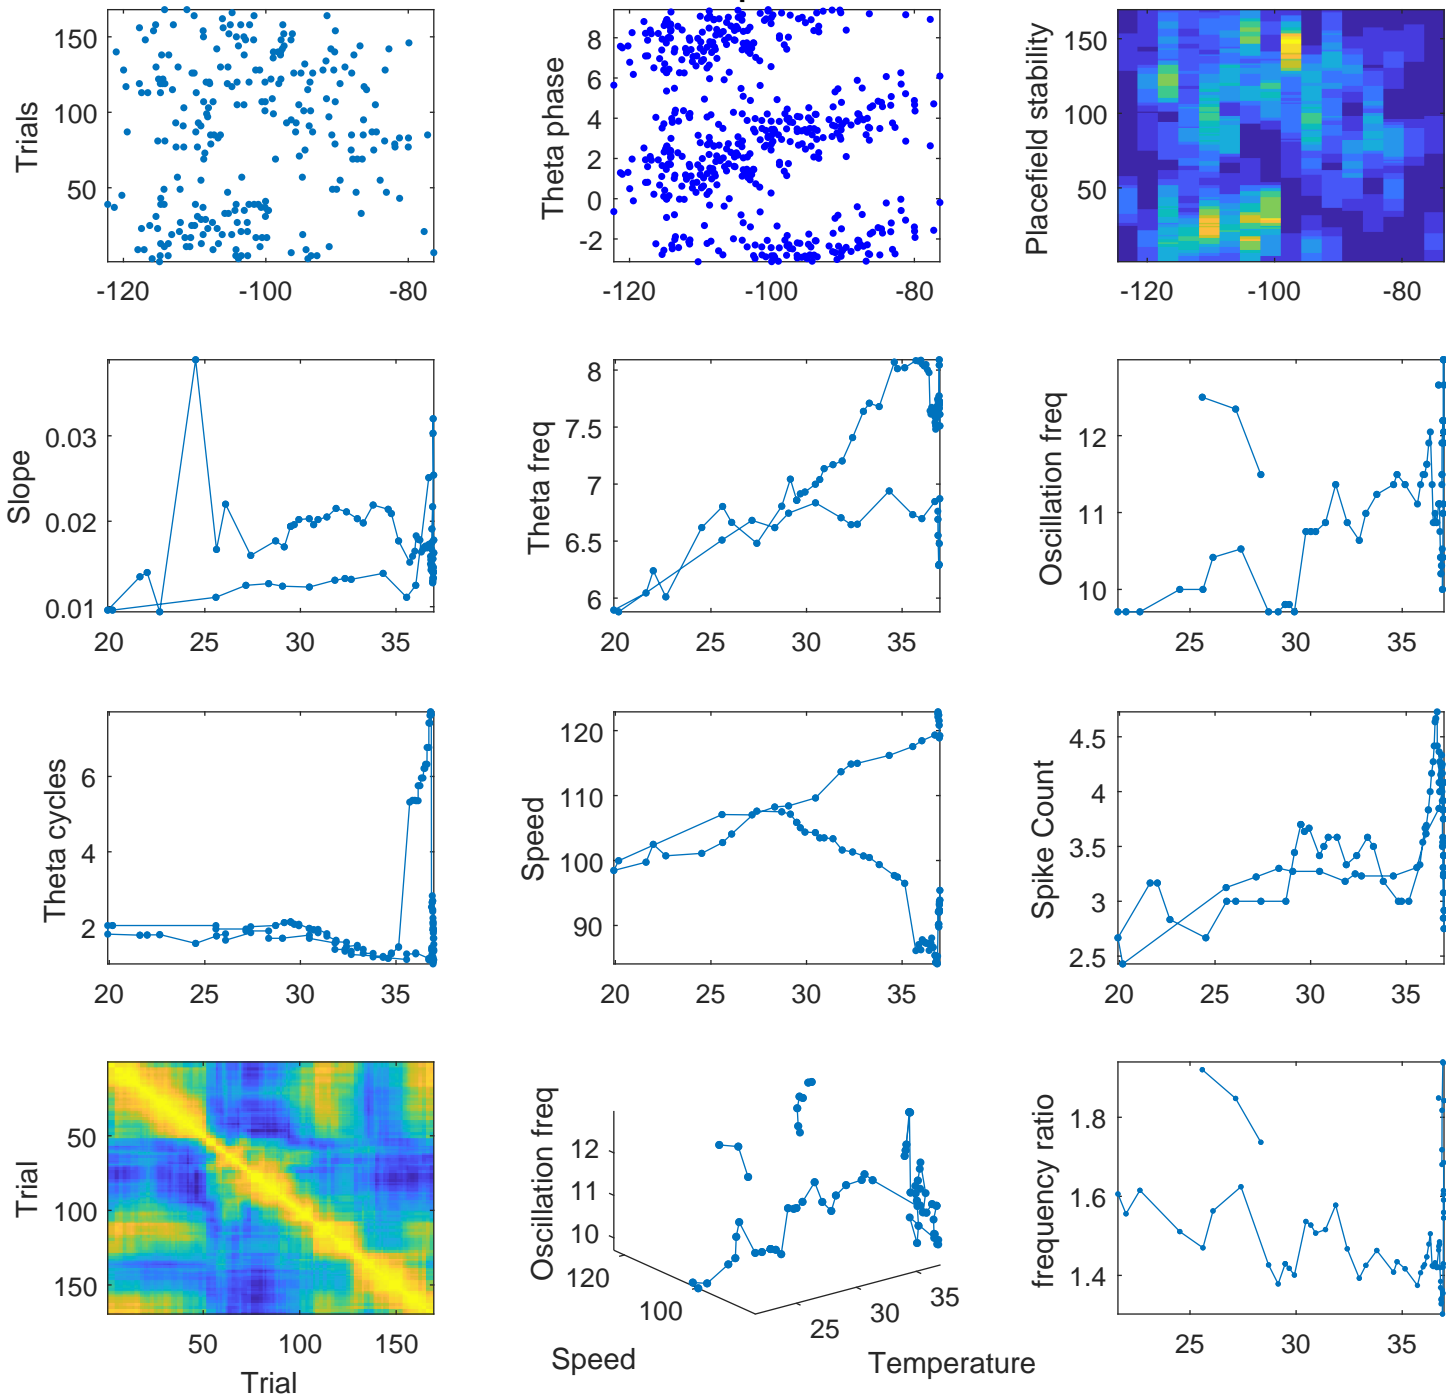 150
100
50
Trials
-120 -100 -80
8
6
4
2
0
-2
Theta phase
-120 -100 -80
150
100
50
Placefield stability
-120 -100 -80
0.03
0.02
0.01
Slope
20 25 30 35
8
7.5
7
6.5
6
Theta freq
20 25 30 35
12
11
10
Oscillation freq
25 30 35
6
4
2
Theta cycles
20 25 30 35
120
110
100
90
Speed
20 25 30 35
4.5
4
3.5
3
2.5
Spike Count
20 25 30 35
50
100
150
Trial
50 100 150
Trial
12
11
10
Oscillation freq
120
100
Speed
25 30 35
Temperature
1.8
1.6
1.4
frequency ratio
25 30 35